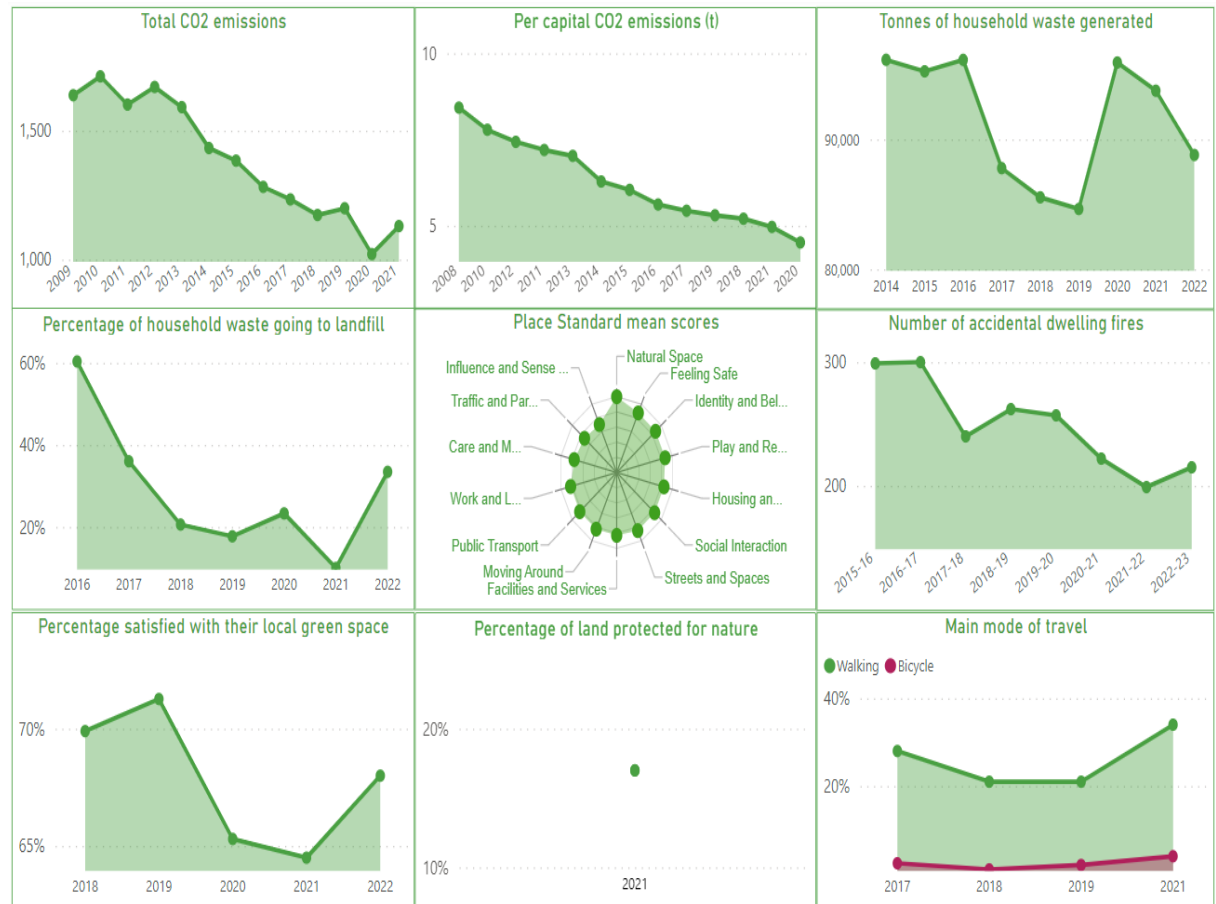 Total CO2 emissions
1,500
1,000
2009 2010 2011 2012 2013 2014 2015 2016 2017 2018 2019 2020 2021
Per capital CO2 emissions (t)
10
5
2008 2010 2012 2011 2013 2014 2015 2016 2017 2019 2018 2021 2020
Tonnes of household waste generated
90,000
80,000
2014 2015 2016 2017 2018 2019 2020 2021 2022
Percentage of household waste going to landfill
60%
40%
20%
2016 2017 2018 2019 2020 2021 2022
Place Standard mean scores
Natural Space
Feeling Safe
Identity and Bel...
Play and Re...
Housing an...
Social Interaction
Streets and Spaces
Facilities and Services
Moving Around
Public Transport
Work and L...
Care and M...
Traffic and Par...
Influence and Sense ...
Number of accidental dwelling fires
300
200
2015-16 2016-17 2017-18 2018-19 2019-20 2020-21 2021-22 2022-23
Percentage satisfied with their local green space
70%
65%
2018 2019 2020 2021 2022
Percentage of land protected for nature
20%
10%
2021
Main mode of travel
Walking Bicycle
40%
20%
2017 2018 2019 2021